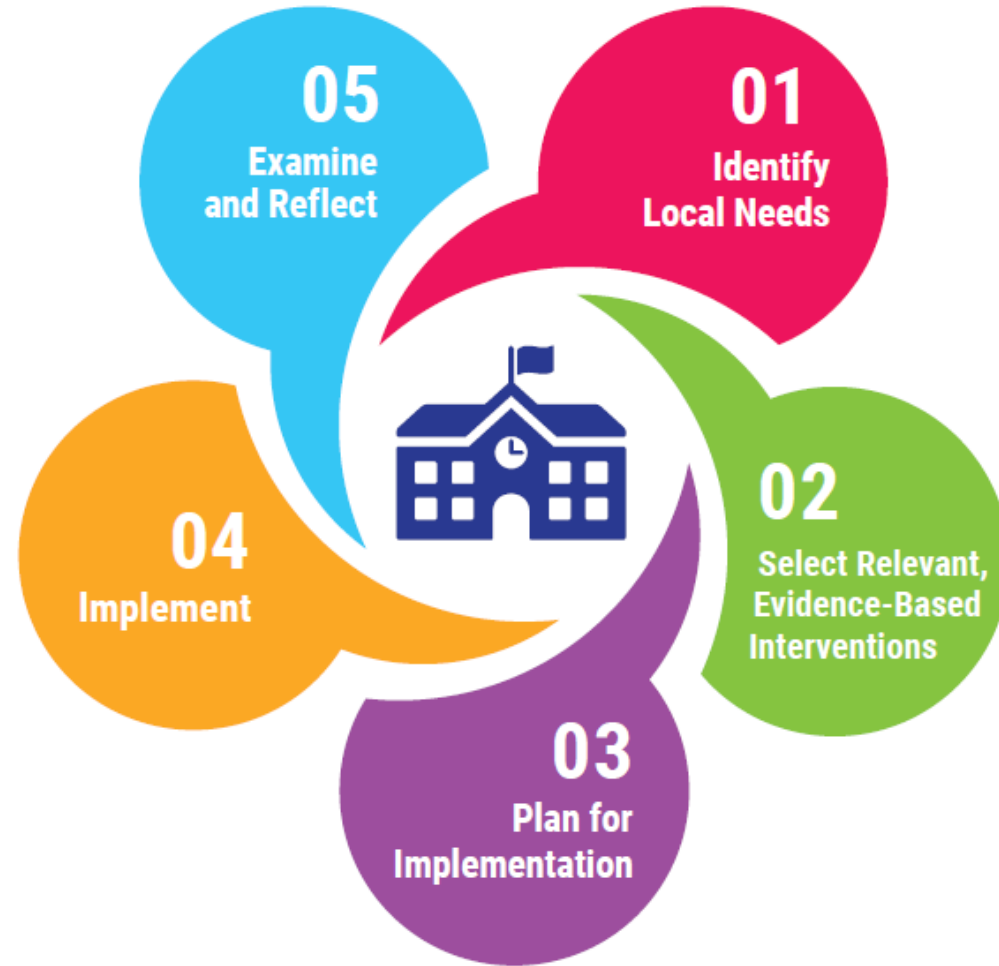 01
Identify
Local Needs
02
Select Relevant,
Evidence-Based
Interventions
03
Plan for
Implementation
04
Implement
05
Examine
and Reflect